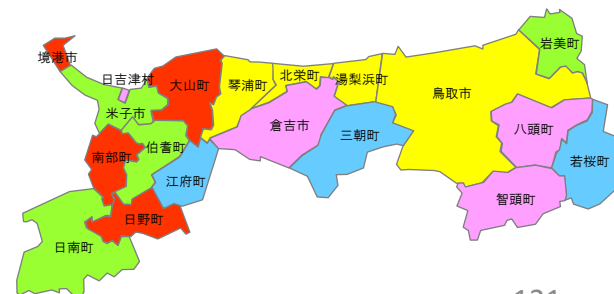 境港市
日吉津村
米子市
大山町
琴浦町
北栄町
湯梨浜町
鳥取市
岩美町
八頭町
若桜町
智頭町
三朝町
倉吉市
伯耆町
南部町
江府町
日野町
日南町